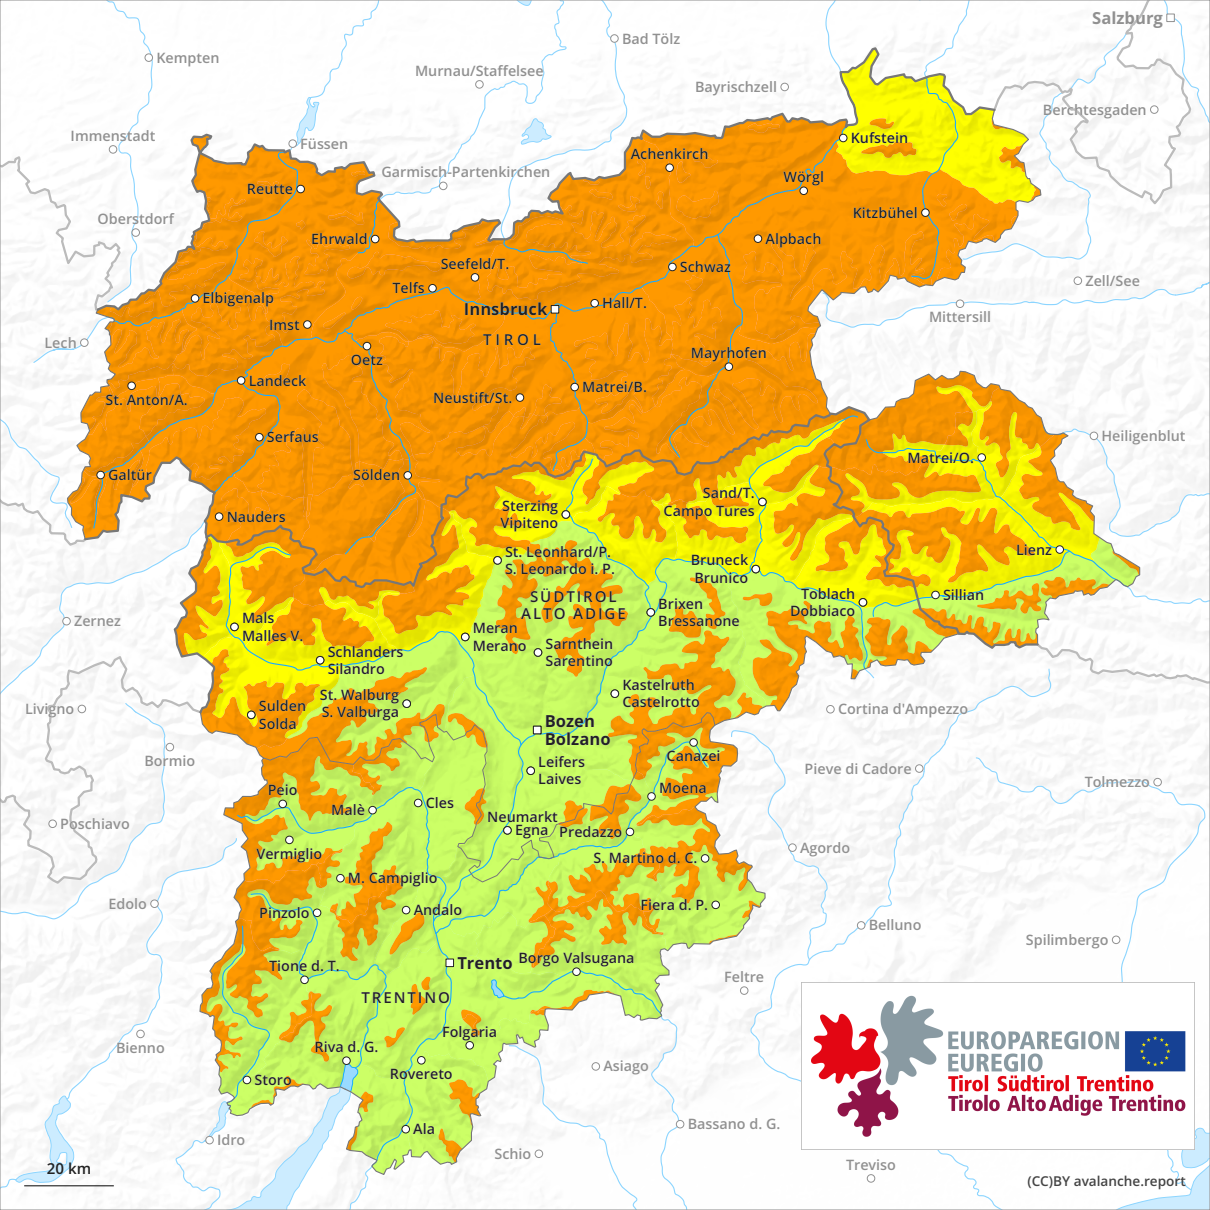 Salzburg
Bad Tölz
Kempten
Murnau/Staffelsee
Bayrischzell
Berchtesgaden
Immenstadt
Füssen
Kufstein
Achenkirch
Garmisch-Partenkirchen
Wörgl
Reutte
Oberstdorf
Kitzbühel
Ehrwald
Alpbach
Seefeld/T.
Schwaz
Zell/See
Telfs
Elbigenalp
Hall/T.
Innsbruck
Mittersill
Imst
TIROL
Lech
Oetz
Mayrhofen
Landeck
Matrei/B.
St. Anton/A.
Neustift/St.
Serfaus
Heiligenblut
Matrei/O.
Galtür
Sölden
Sand/T.
Campo Tures
Sterzing
Vipiteno
Nauders
Lienz
St. Leonhard/P.
S. Leonardo i. P.
Bruneck
Brunico
SÜDTIROL
ALTO ADIGE
Toblach
Dobbiaco
Sillian
Brixen
Bressanone
Zernez
Mals
Malles V.
Meran
Merano
Sarnthein
Sarentino
Schlanders
Silandro
Kastelruth
Castelrotto
St. Walburg
S. Valburga
Livigno
Sulden
Solda
Cortina d'Ampezzo
Bozen
Bolzano
Bormio
Canazei
Leifers
Laives
Pieve di Cadore
Tolmezzo
Peio
Moena
Malè
Cles
Poschiavo
Neumarkt
Egna
Predazzo
Vermiglio
Agordo
S. Martino d. C.
M. Campiglio
Edolo
Pinzolo
Andalo
Fiera d. P.
Belluno
Spilimbergo
Trento
Borgo Valsugana
Tione d. T.
Feltre
TRENTINO
Folgaria
Bienno
Riva d. G.
Asiago
Rovereto
Storo
EUROPAREGION
EUREGIO
Tirol Südtirol Trentino
Tirolo Alto Adige Trentino
Ala
Bassano d. G.
Idro
Schio
Treviso
20 km
(CC)BY avalanche.report